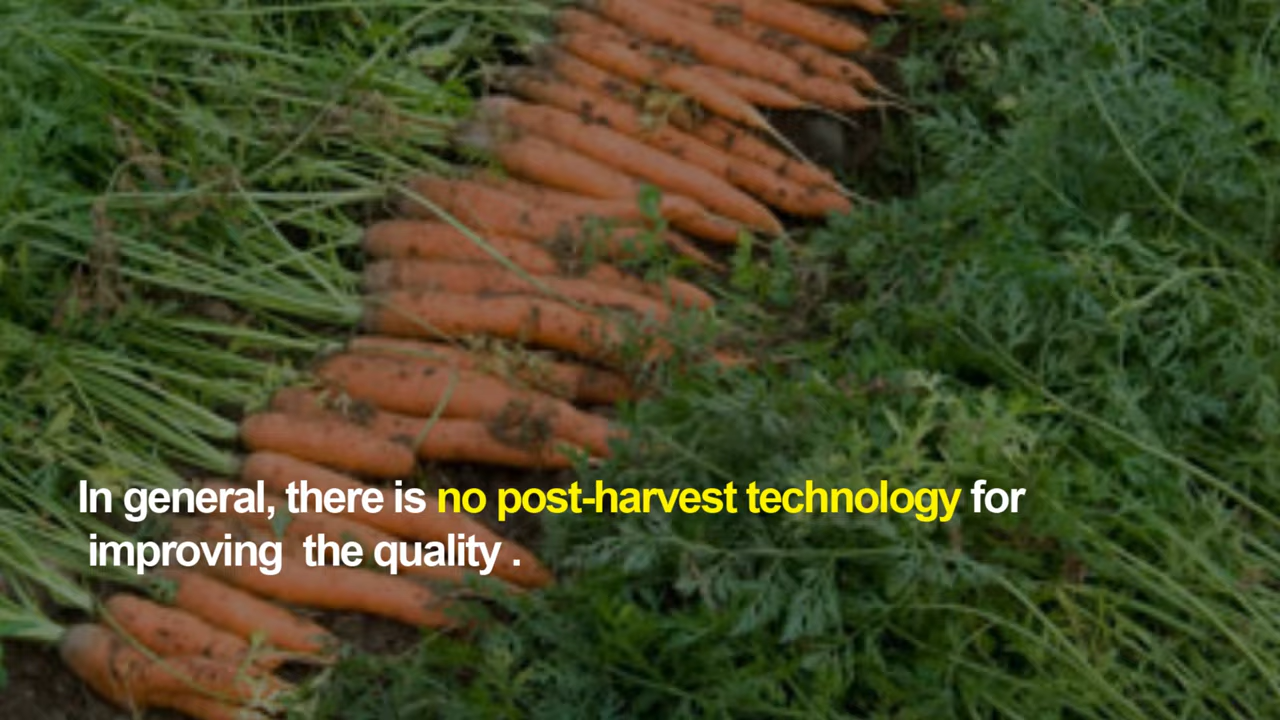 In general, there is no post-harvest technology for
improving  the quality .